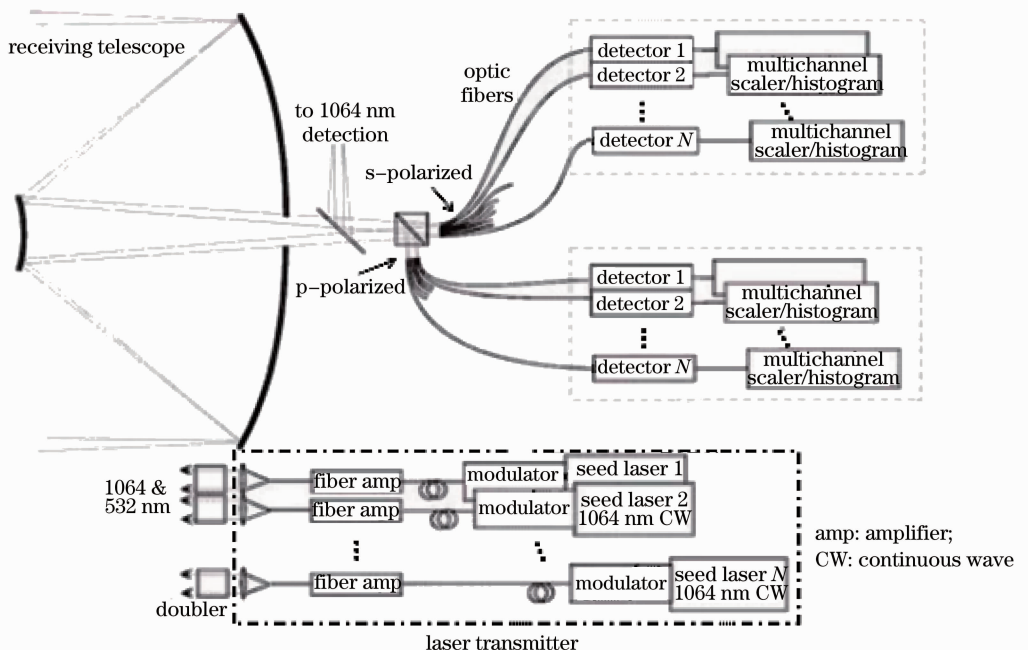 receiving telescope
to 1064 nm
detection
optic
fibers
s-polarized
p-polarized
detector 1
detector 2
detector N
multichannel
scaler/histogram
multichannel
scaler/histogram
detector 1
detector 2
detector N
multichannel
scaler/histogram
multichannel
scaler/histogram
1064 &
532 nm
doubler
fiber amp
fiber amp
fiber amp
modulator
modulator
modulator
seed laser 1
seed laser 2
1064 nm CW
seed laser N
1064 nm CW
laser transmitter
amp: amplifier;
CW: continuous wave